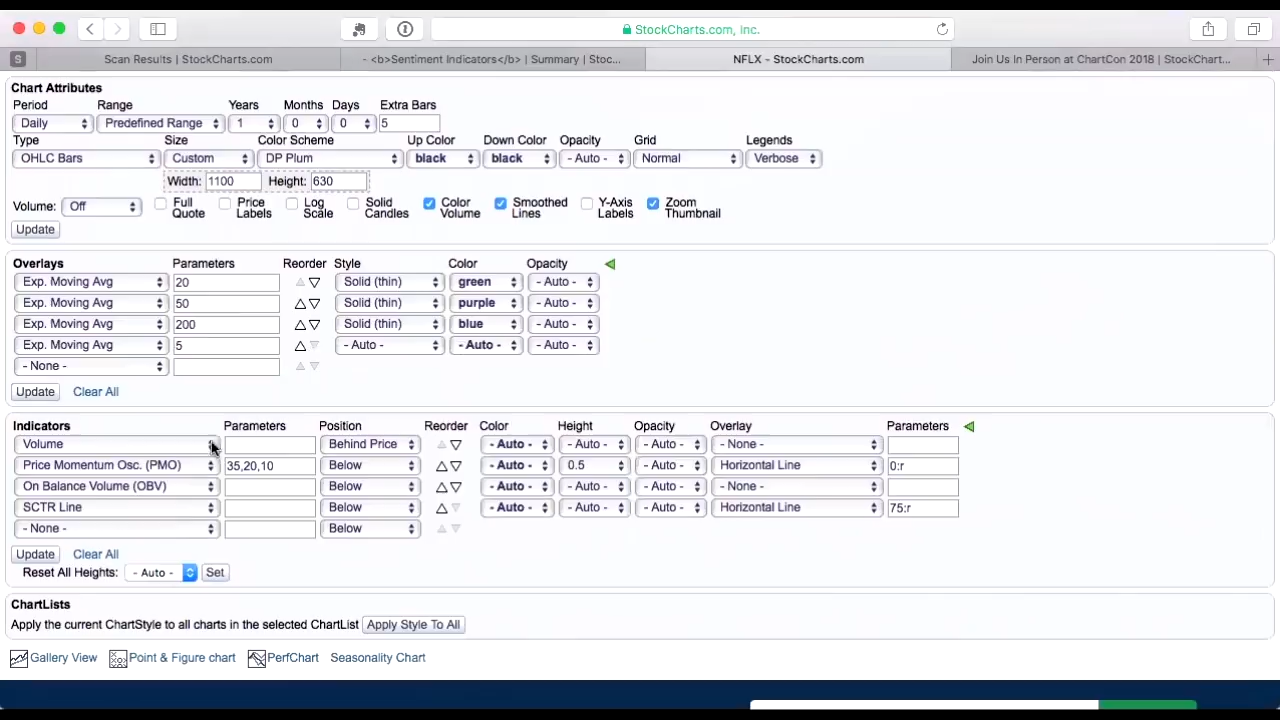 StockCharts.com, Inc.
S
Scan Results | StockCharts.com
- <b>Sentiment Indicators</b> | Summary | Stoc...
NFLX - StockCharts.com
Join Us In Person at ChartCon 2018 | StockChart...
Chart Attributes
Period Range Years Months Days Extra Bars
Daily Predefined Range 1 0 0 5
Type Size Color Scheme Up Color Down Color Opacity Grid Legends
OHLC Bars Custom DP Plum black black - Auto - Normal Verbose
Width: 1100 Height: 630
Volume: Off Full Quote Price Labels Log Scale Solid Candles Color Volume Smoothed Lines Y-Axis Labels Zoom Thumbnail
Update
Overlays Parameters Reorder Style Color Opacity
Exp. Moving Avg 20 Solid (thin) green - Auto -
Exp. Moving Avg 50 Solid (thin) purple - Auto -
Exp. Moving Avg 200 Solid (thin) blue - Auto -
Exp. Moving Avg 5 - Auto - - Auto - - Auto -
- None -
Update Clear All
Indicators Parameters Position Reorder Color Height Opacity Overlay Parameters
Volume Behind Price - Auto - - Auto - - Auto - - None -
Price Momentum Osc. (PMO) 35,20,10 Below - Auto - 0.5 - Auto - Horizontal Line 0:r
On Balance Volume (OBV) Below - Auto - - Auto - - Auto - - None -
SCTR Line Below - Auto - - Auto - - Auto - Horizontal Line 75:r
- None - Below
Update Clear All
Reset All Heights: - Auto - Set
ChartLists
Apply the current ChartStyle to all charts in the selected ChartList Apply Style To All
Gallery View Point & Figure chart PerfChart Seasonality Chart